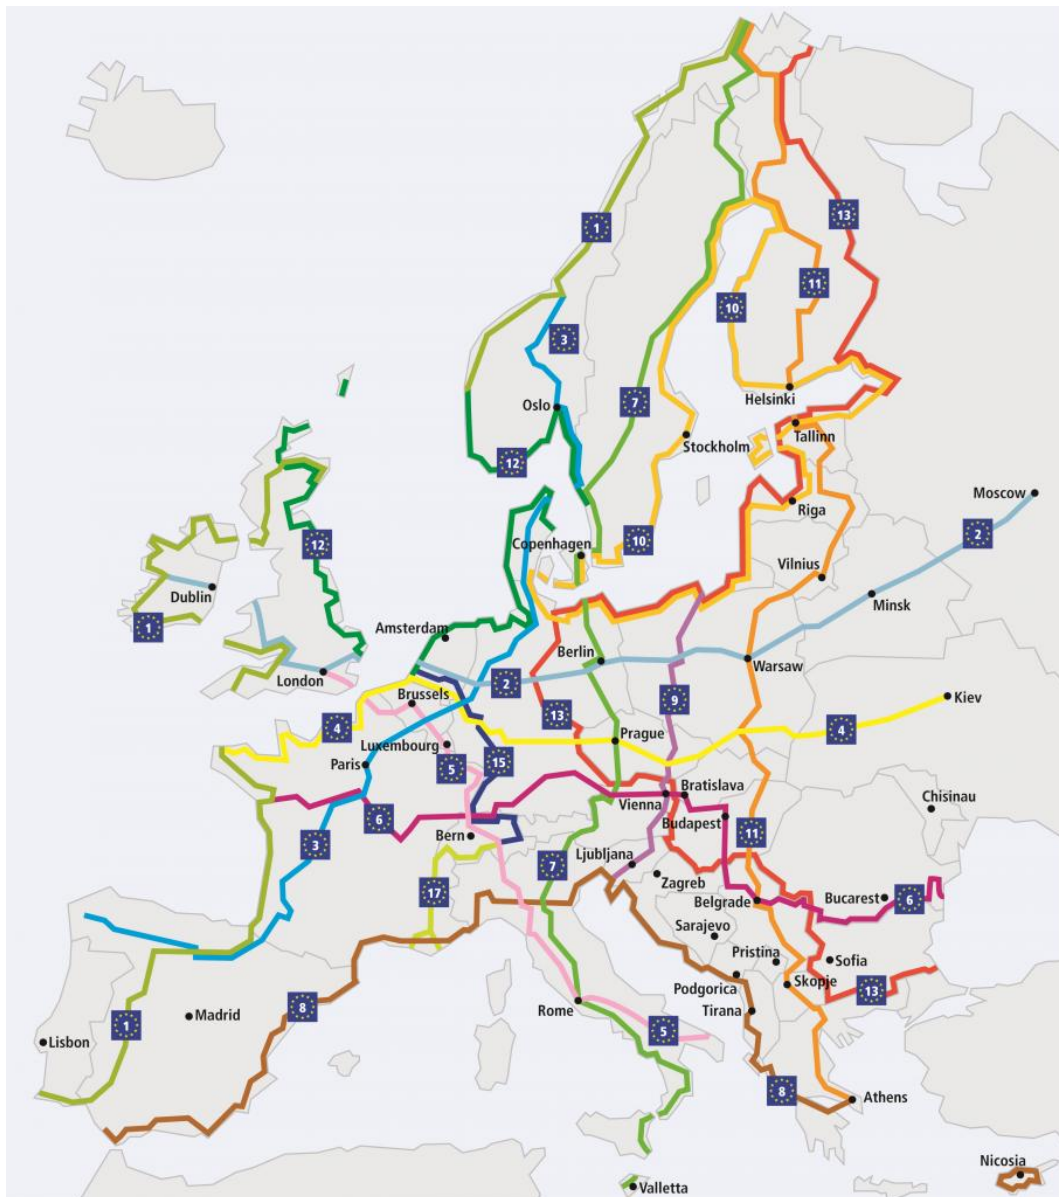 1
13
11
10
3
7
Oslo
Helsinki
Stockholm
Tallinn
12
Moscow
Riga
2
12
10
Copenhagen
Vilnius
Dublin
Minsk
1
Amsterdam
Berlin
Warsaw
London
2
Brussels
9
Kiev
13
4
4
Luxembourg
Prague
15
Paris
5
Bratislava
Vienna
Chisinau
6
Budapest
Bern
11
3
7
Ljubljana
Zagreb
17
Belgrade
Bucarest
6
Sarajevo
Pristina
Sofia
Podgorica
Skopje
13
8
Rome
Tirana
Madrid
1
5
Lisbon
8
Athens
Nicosia
Valletta